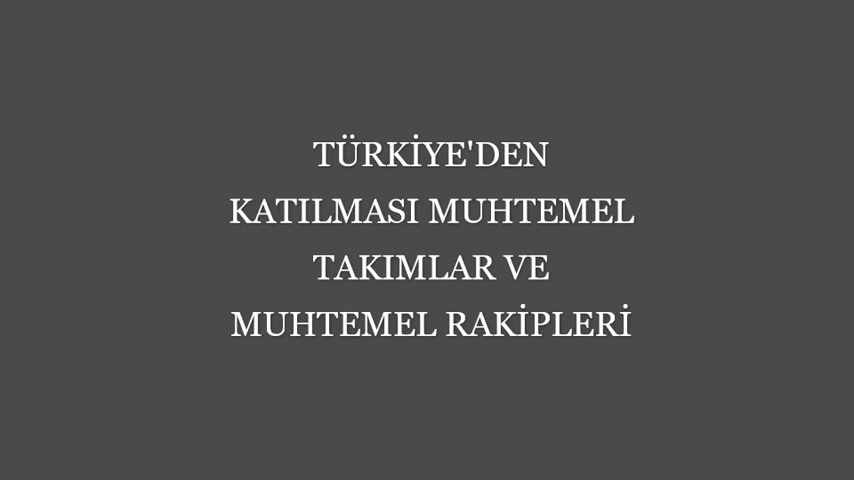 TÜRKİYE'DEN
KATILMASI MUHTEMEL
TAKIMLAR VE
MUHTEMEL RAKİPLERİ